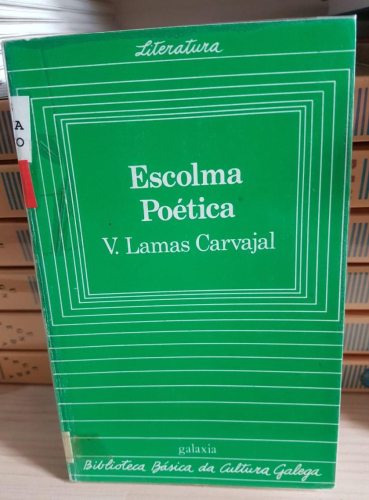 Literatura
A
O
Escolma
Poética
V. Lamas Carvajal
galaxia
Biblioteca Básica da Cultura Galega